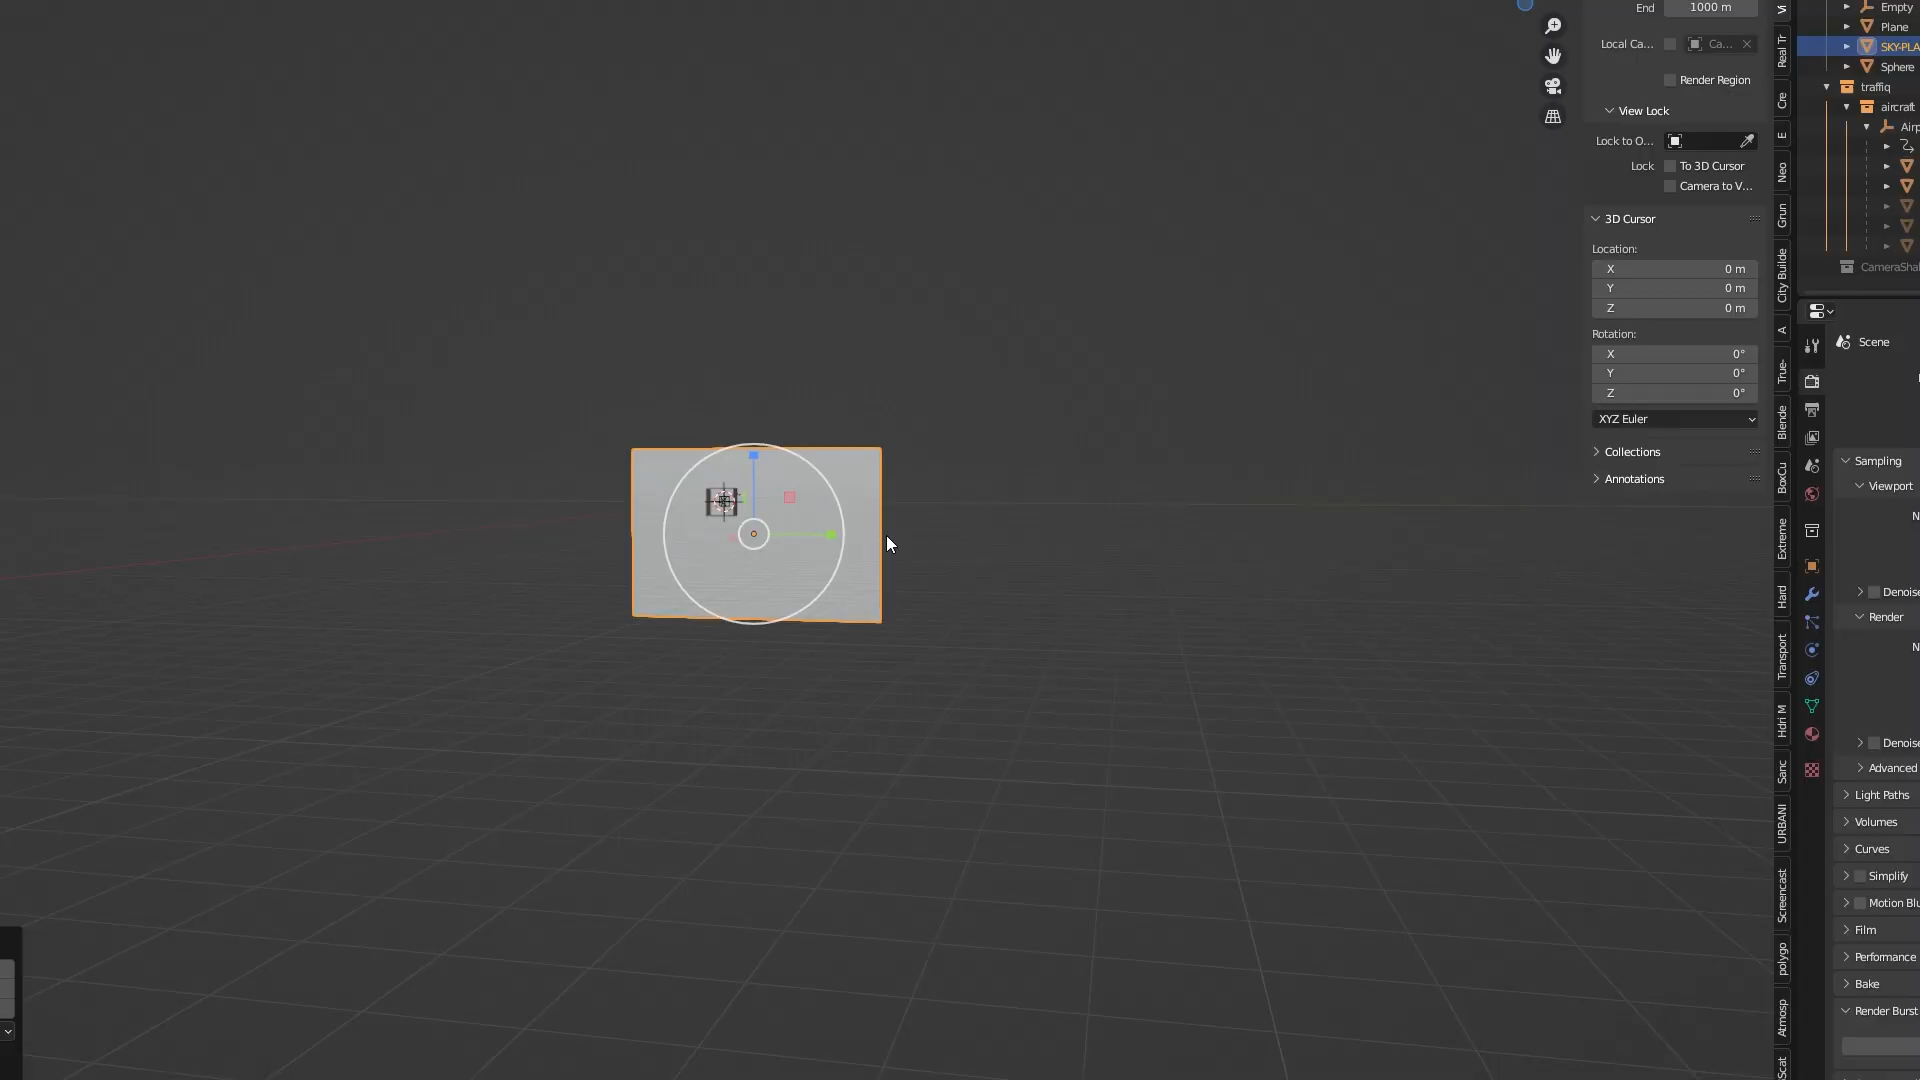 End 1000 m
Local Ca... Ca...
Render Region
View Lock
Lock to O...
Lock To 3D Cursor
Camera to V...
3D Cursor
Location:
X 0 m
Y 0 m
Z 0 m
Rotation:
X 0°
Y 0°
Z 0°
XYZ Euler
Collections
Annotations
Vi
Real Tr
Cre
E
Neo
Grun
City Builde
A
True-
Blende
BoxCu
Extreme
Hard
Transport
Hdri M
Sanc
URBANI
Screencast
polygo
Atmosp
Scat
Empty
Plane
SKY-PLA
Sphere
traffiq
aircraft
Airp
CameraShal
Scene
Sampling
Viewport
N
Denoise
Render
N
Denoise
Advanced
Light Paths
Volumes
Curves
Simplify
Motion Blu
Film
Performance
Bake
Render Burst